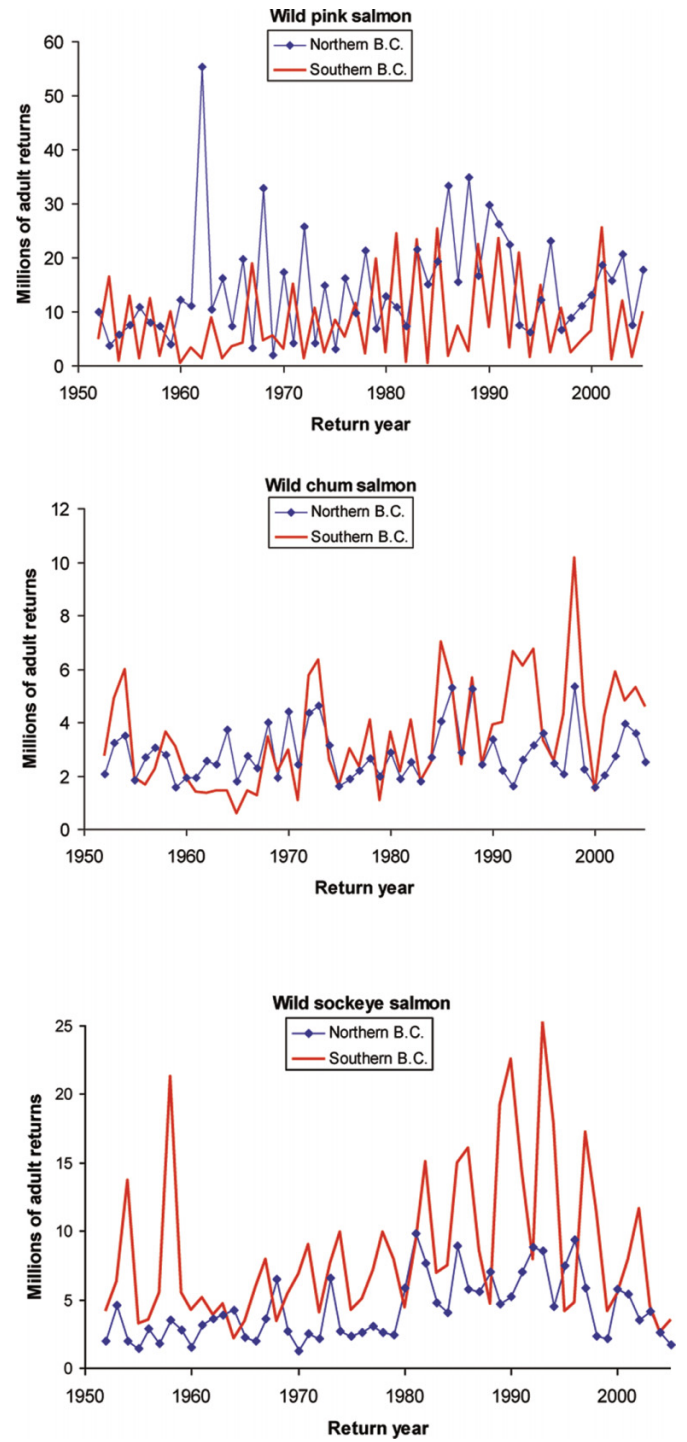 Wild pink salmon
Northern B.C.
Southern B.C.
Millions of adult returns
60
50
40
30
20
10
0
1950 1960 1970 1980 1990 2000
Return year
Wild chum salmon
Northern B.C.
Southern B.C.
Millions of adult returns
12
10
8
6
4
2
0
1950 1960 1970 1980 1990 2000
Return year
Wild sockeye salmon
Northern B.C.
Southern B.C.
Millions of adult returns
25
20
15
10
5
0
1950 1960 1970 1980 1990 2000
Return year